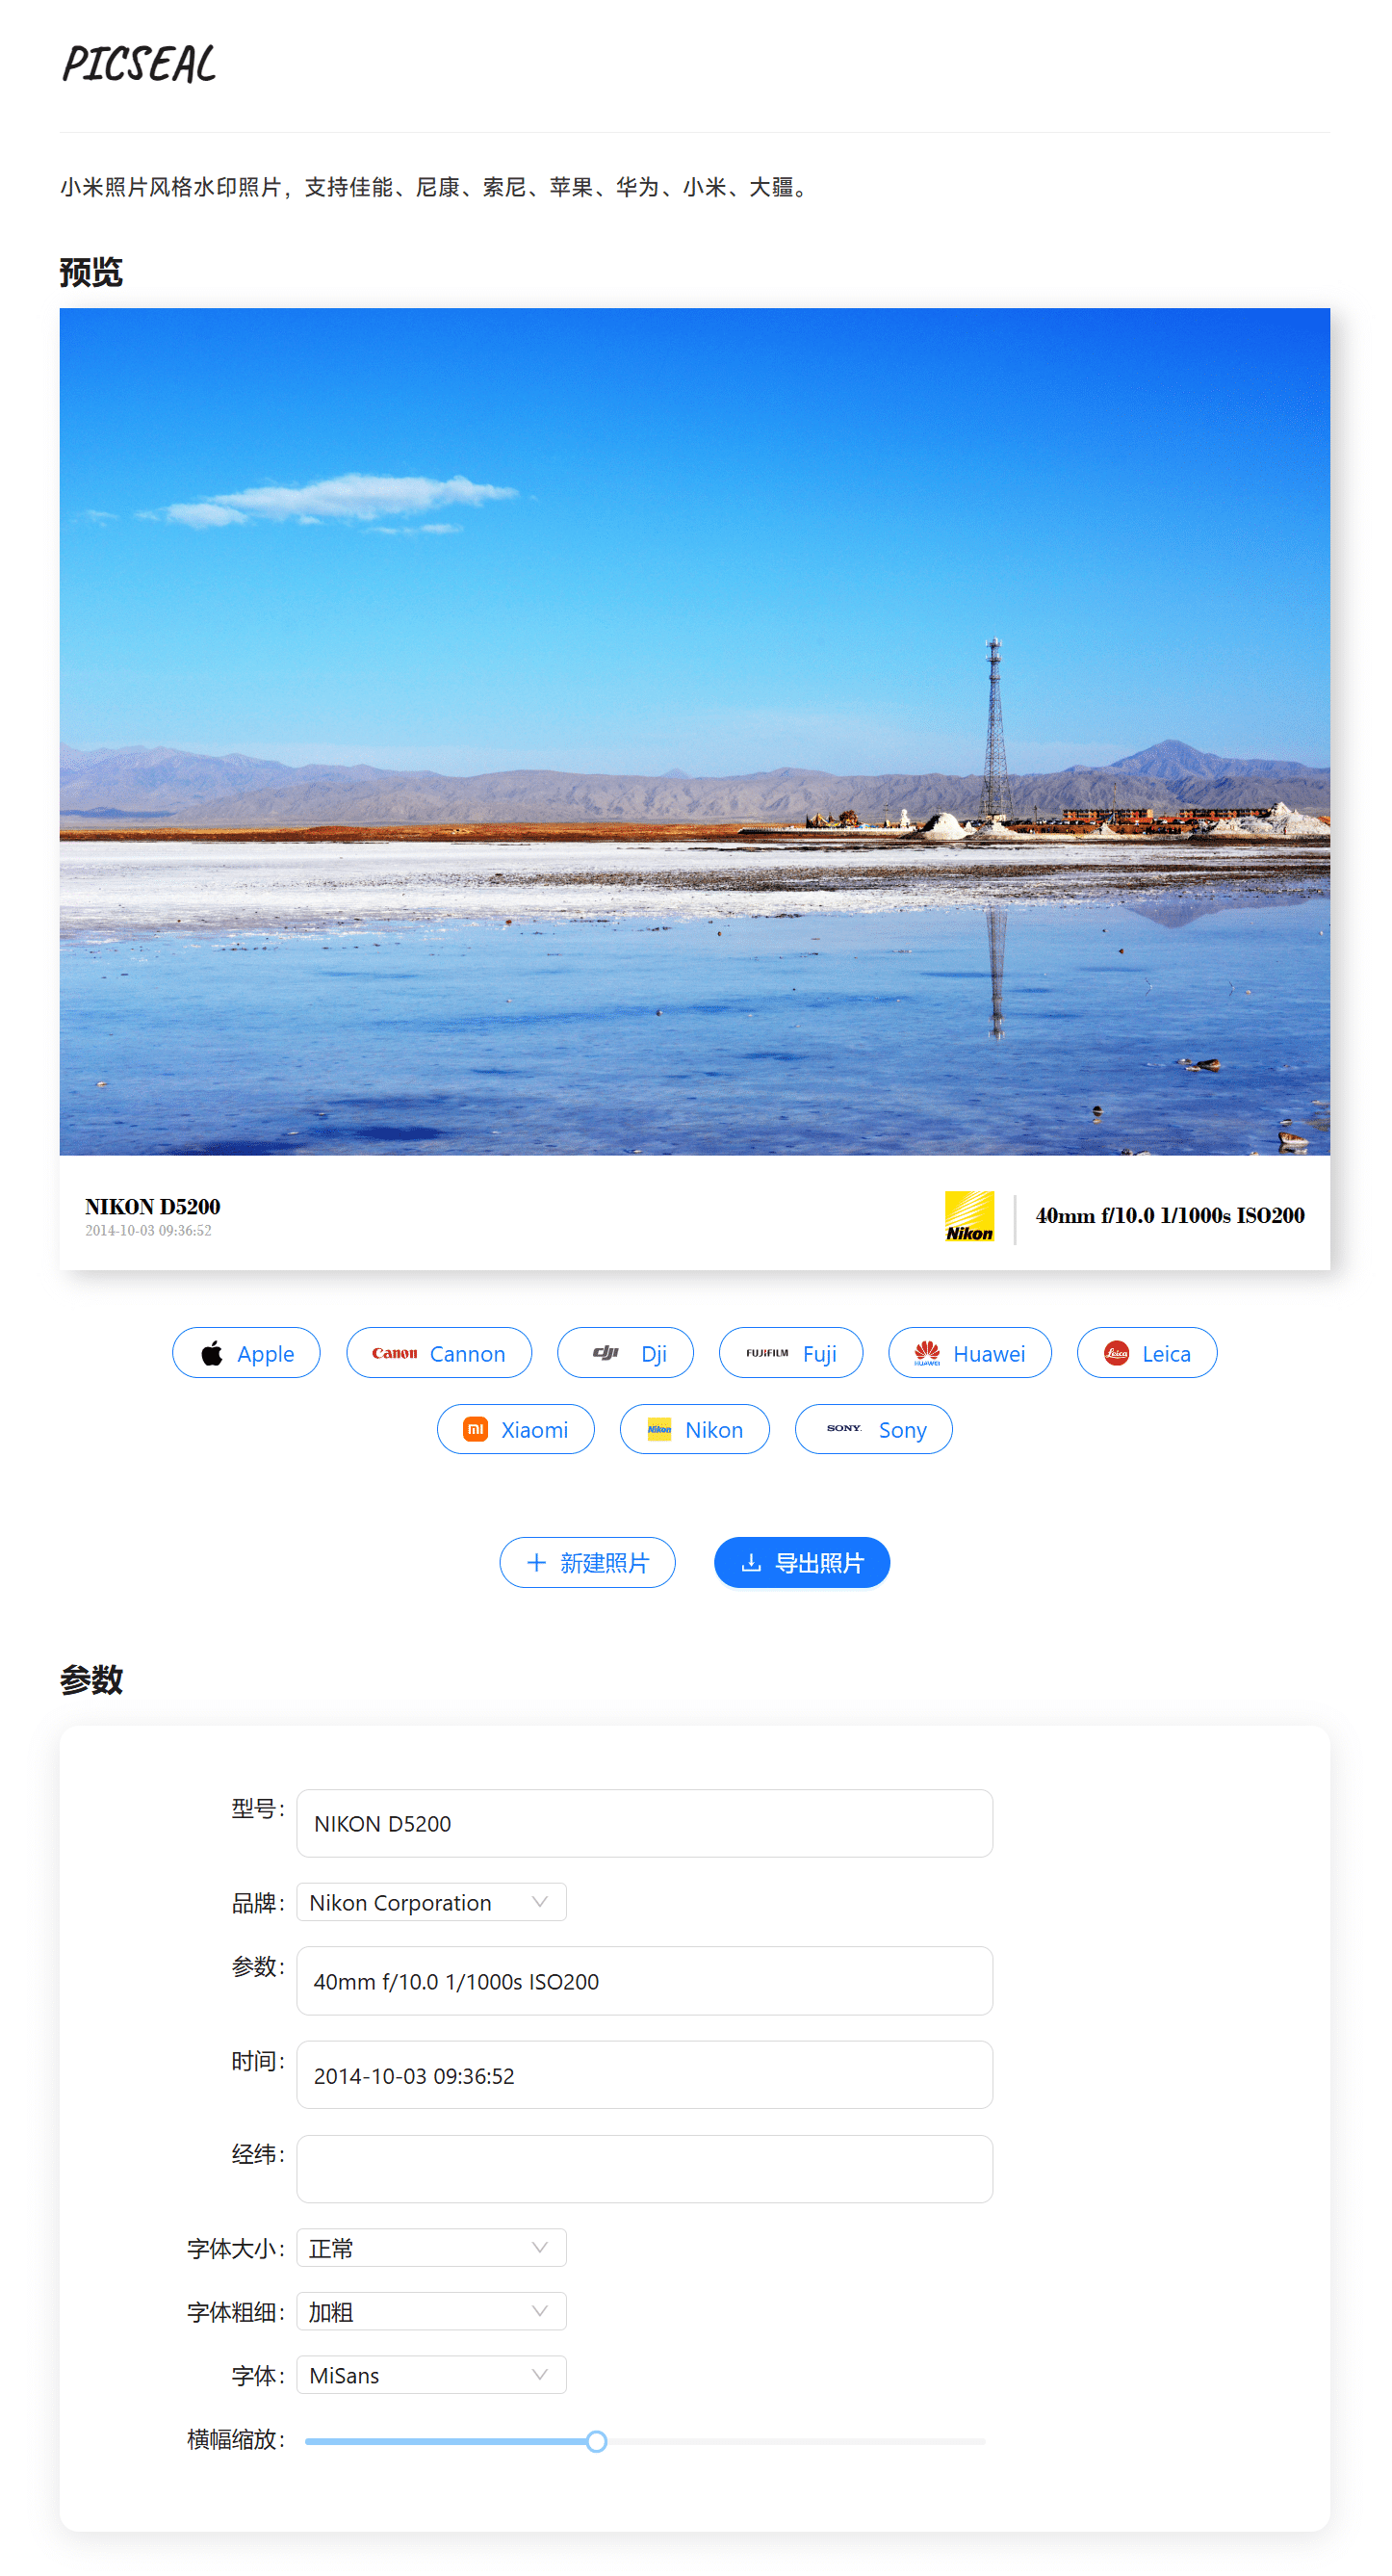 PICSEAL
小米照片风格水印照片，支持佳能、尼康、索尼、苹果、华为、小米、大疆。
预览
NIKON D5200
2014-10-03 09:36:52
Nikon
40mm f/10.0 1/1000s ISO200
Apple
Canon Cannon
dji Dji
FUJIFILM Fuji
HUAWEI Huawei
Leica Leica
mi Xiaomi
Nikon Nikon
SONY Sony
新建照片
导出照片
参数
型号: NIKON D5200
品牌: Nikon Corporation
参数: 40mm f/10.0 1/1000s ISO200
时间: 2014-10-03 09:36:52
经纬:
字体大小: 正常
字体粗细: 加粗
字体: MiSans
横幅缩放: